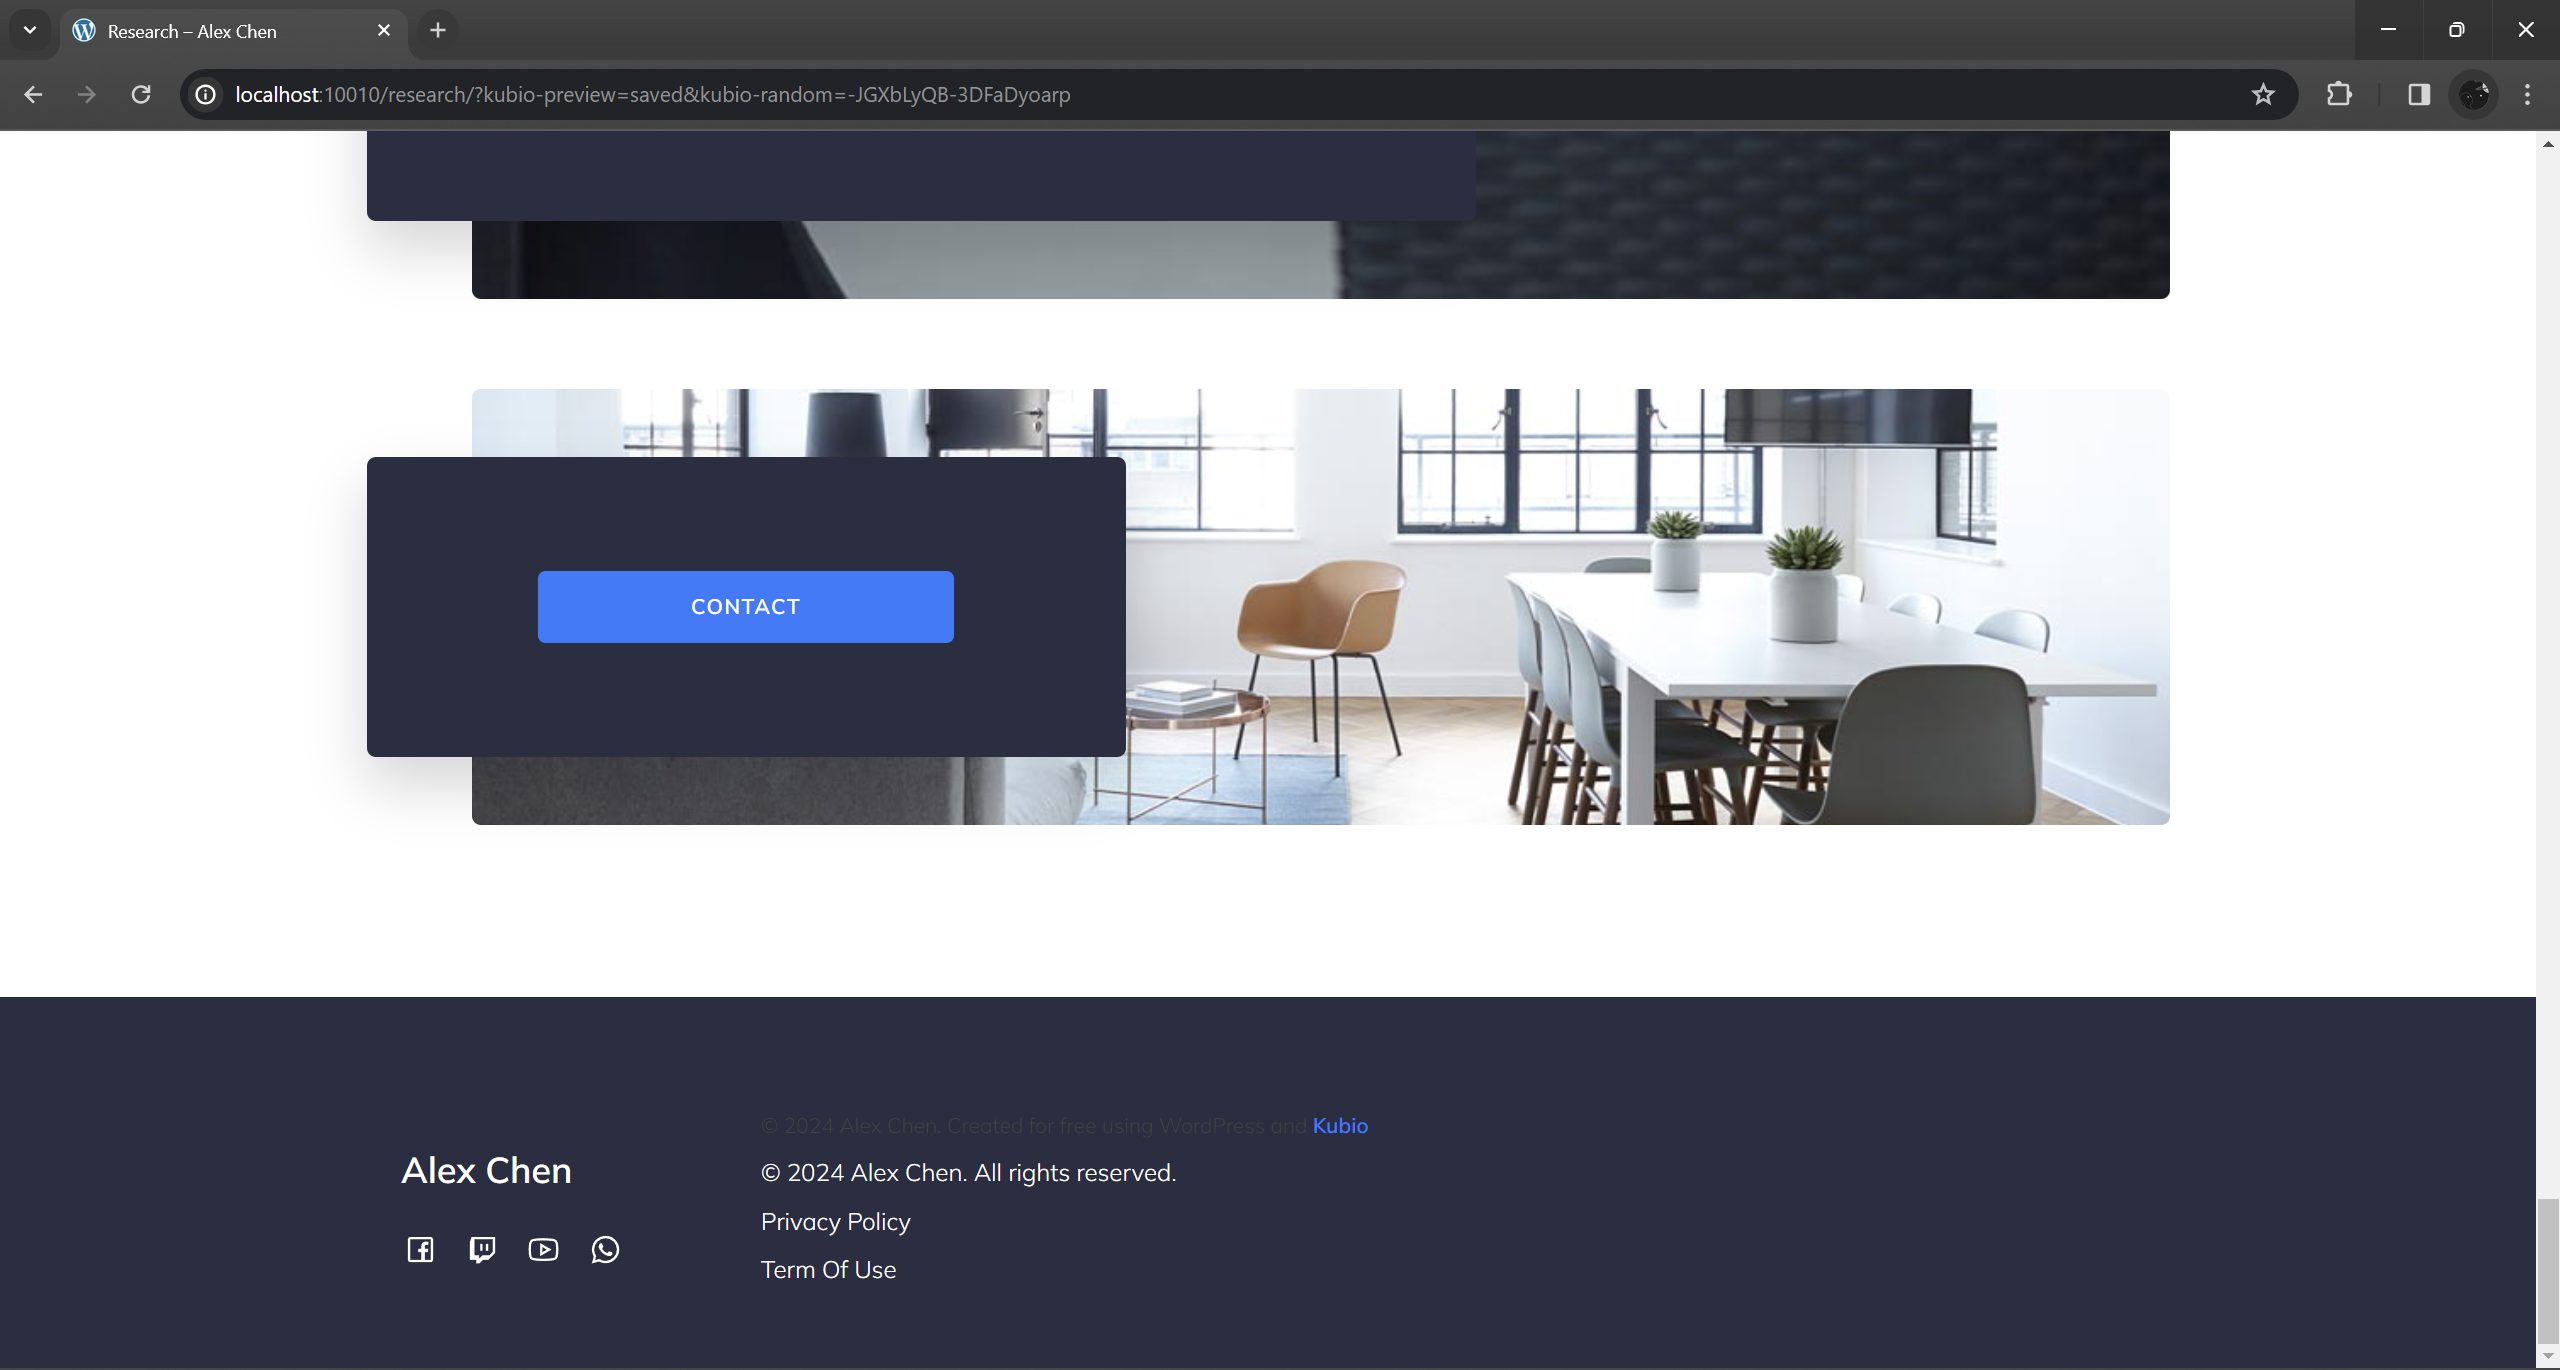 Research – Alex Chen
localhost:10010/research/?kubio-preview=saved&kubio-random=-JGXbLyQB-3DFaDyoarp
CONTACT
© 2024 Alex Chen. Created for free using WordPress and Kubio
Alex Chen
© 2024 Alex Chen. All rights reserved.
Privacy Policy
Term Of Use